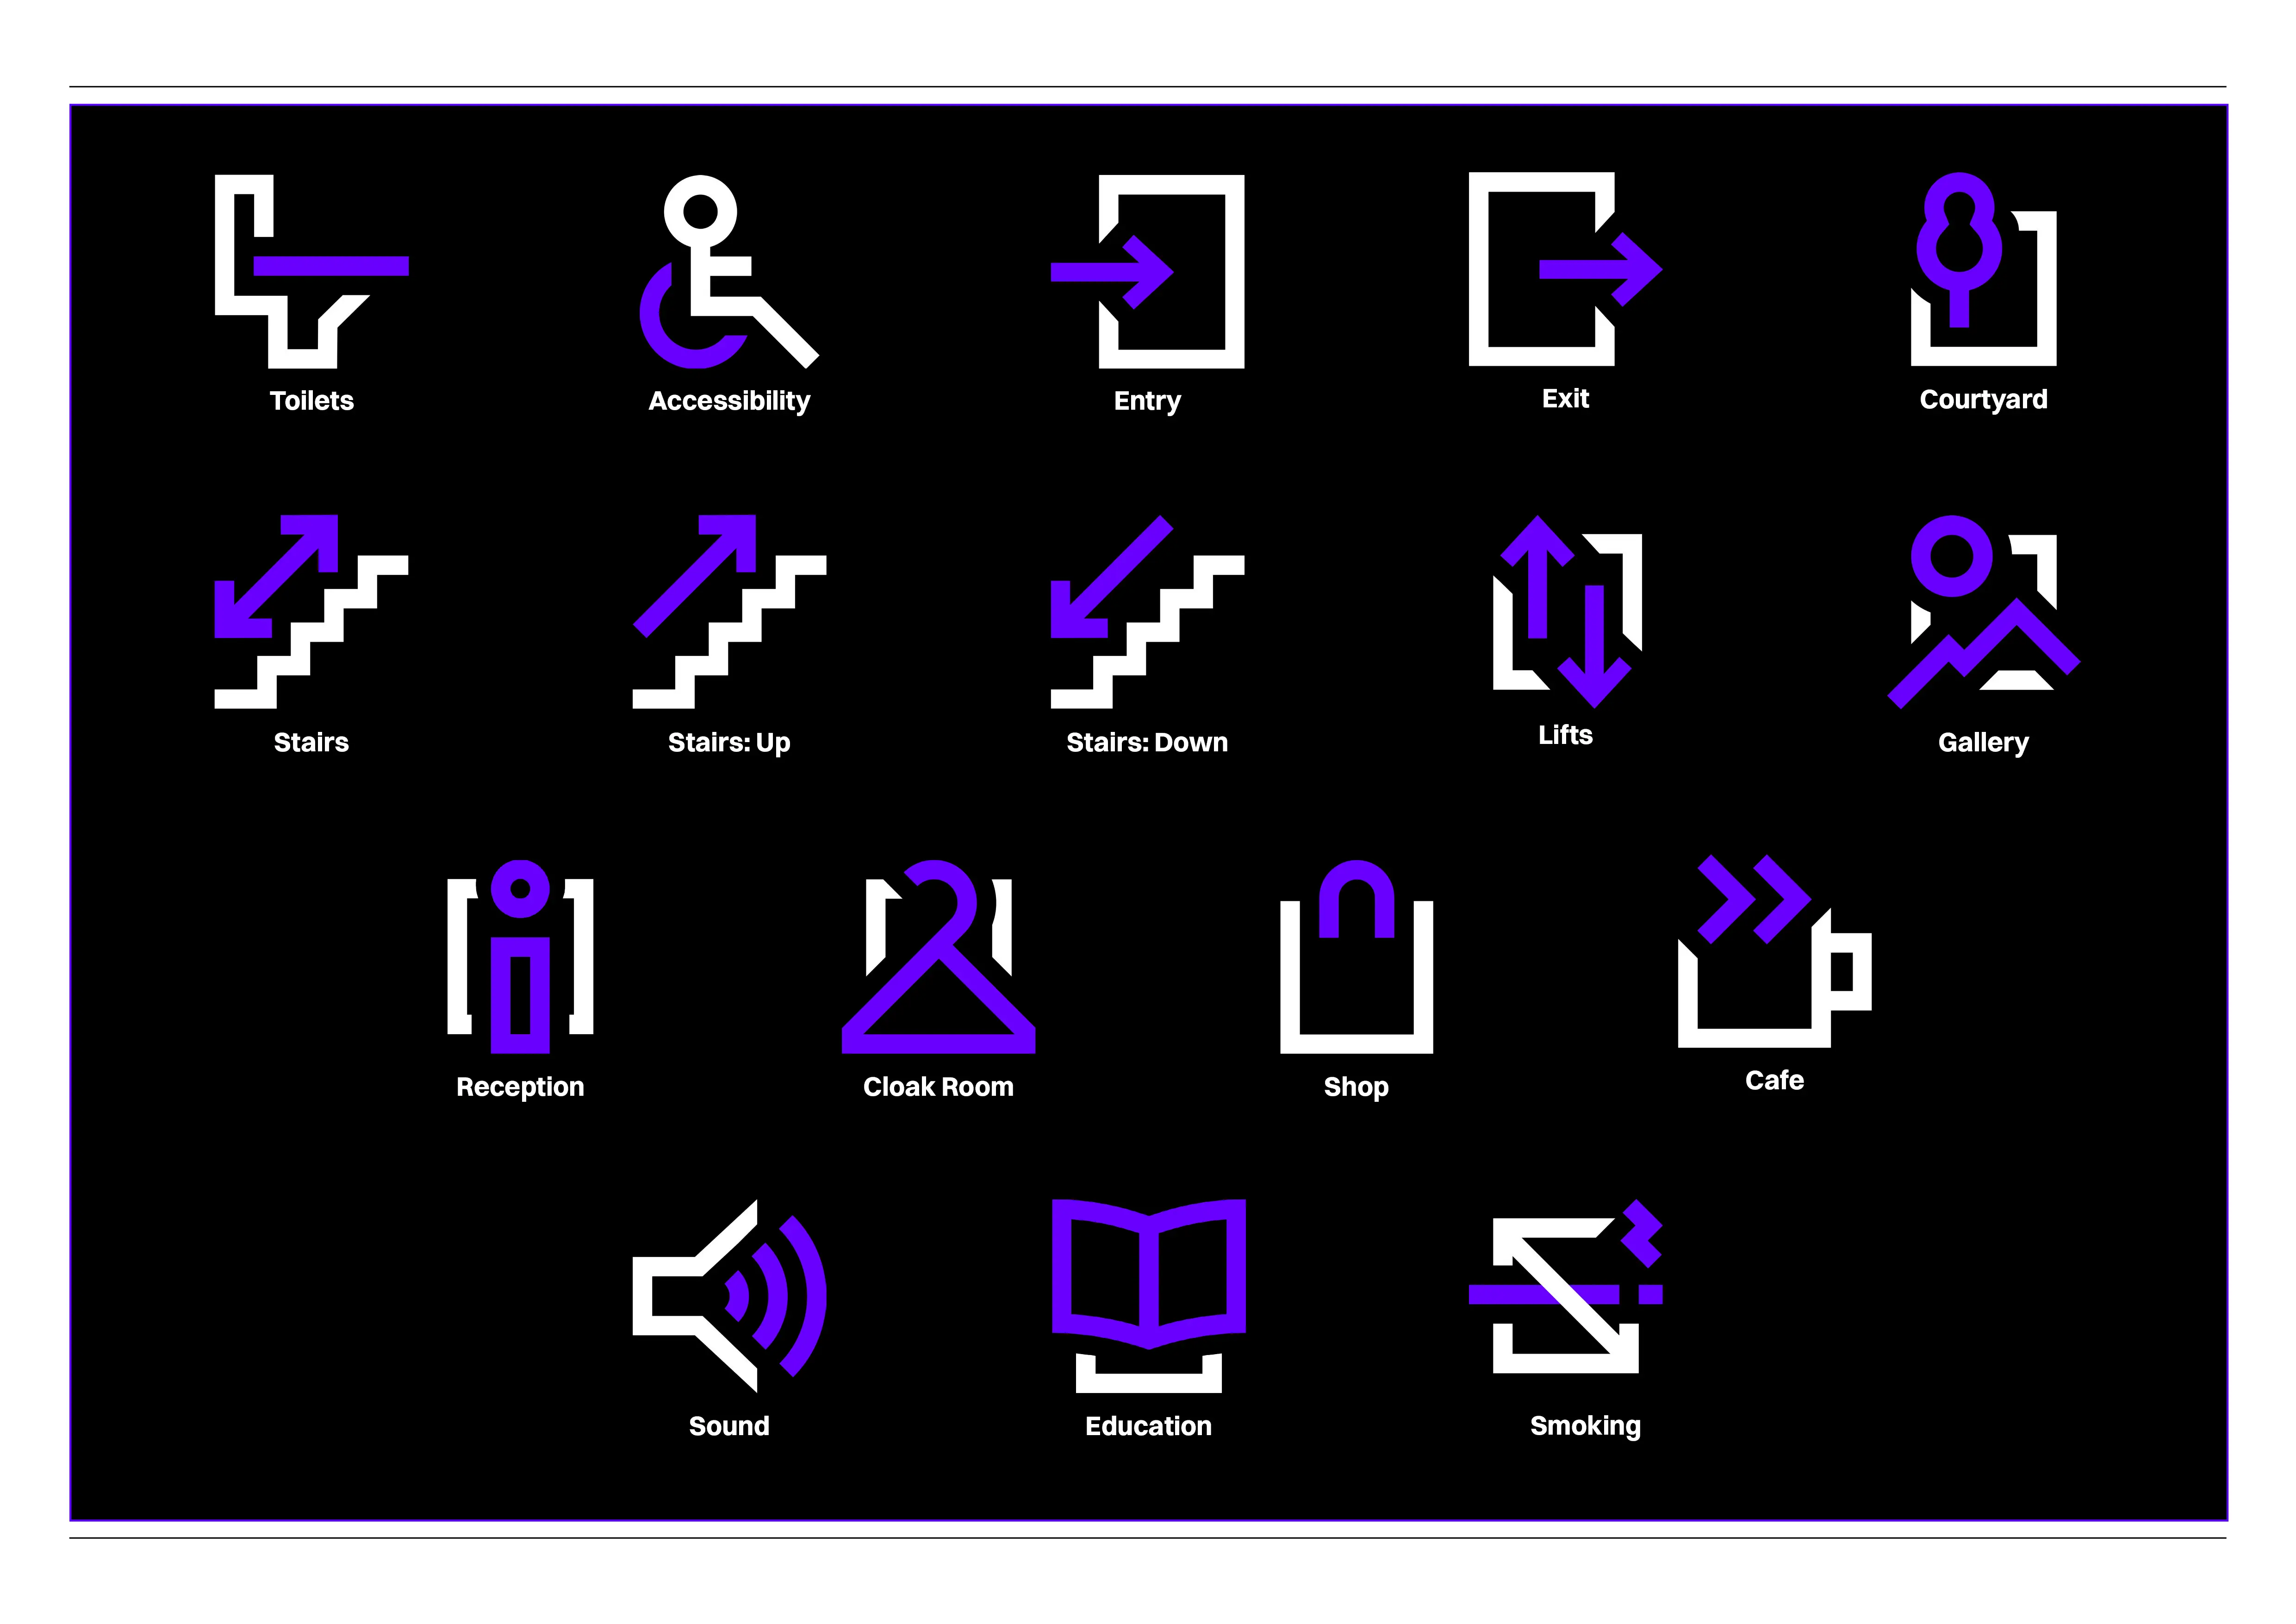 Toilets
Accessibility
Entry
Exit
Courtyard
Stairs
Stairs: Up
Stairs: Down
Lifts
Gallery
Reception
Cloak Room
Shop
Cafe
Sound
Education
Smoking